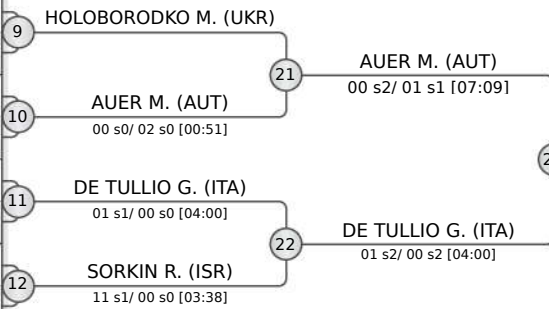 HOLOBORODKO M. (UKR)
9
21
AUER M. (AUT)
00 s2/ 01 s1 [07:09]
AUER M. (AUT)
10
00 s0/ 02 s0 [00:51]
DE TULLIO G. (ITA)
11
01 s1/ 00 s0 [04:00]
22
DE TULLIO G. (ITA)
01 s2/ 00 s2 [04:00]
SORKIN R. (ISR)
12
11 s1/ 00 s0 [03:38]